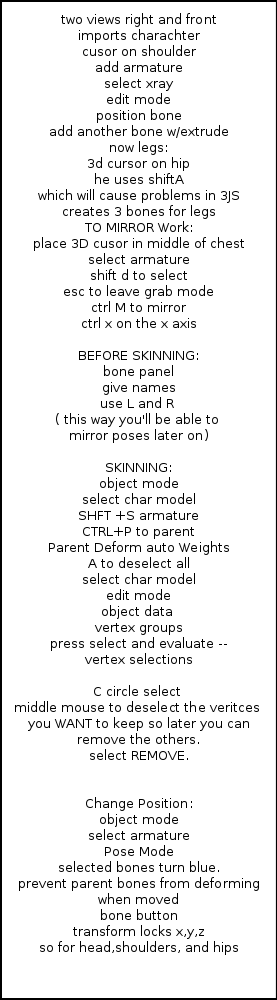 two views right and front
imports charachter
cusor on shoulder
add armature
select xray
edit mode
position bone
add another bone w/extrude
now legs:
3d cursor on hip
he uses shiftA
which will cause problems in 3JS
creates 3 bones for legs
TO MIRROR Work:
place 3D cusor in middle of chest
select armature
shift d to select
esc to leave grab mode
ctrl M to mirror
ctrl x on the x axis
BEFORE SKINNING:
bone panel
give names
use L and R
( this way you'll be able to
mirror poses later on)
SKINNING:
object mode
select char model
SHFT +S armature
CTRL+P to parent
Parent Deform auto Weights
A to deselect all
select char model
edit mode
object data
vertex groups
press select and evaluate --
vertex selections
C circle select
middle mouse to deselect the veritces
you WANT to keep so later you can
remove the others.
select REMOVE.
Change Position:
object mode
select armature
Pose Mode
selected bones turn blue.
prevent parent bones from deforming
when moved
bone button
transform locks x,y,z
so for head,shoulders, and hips